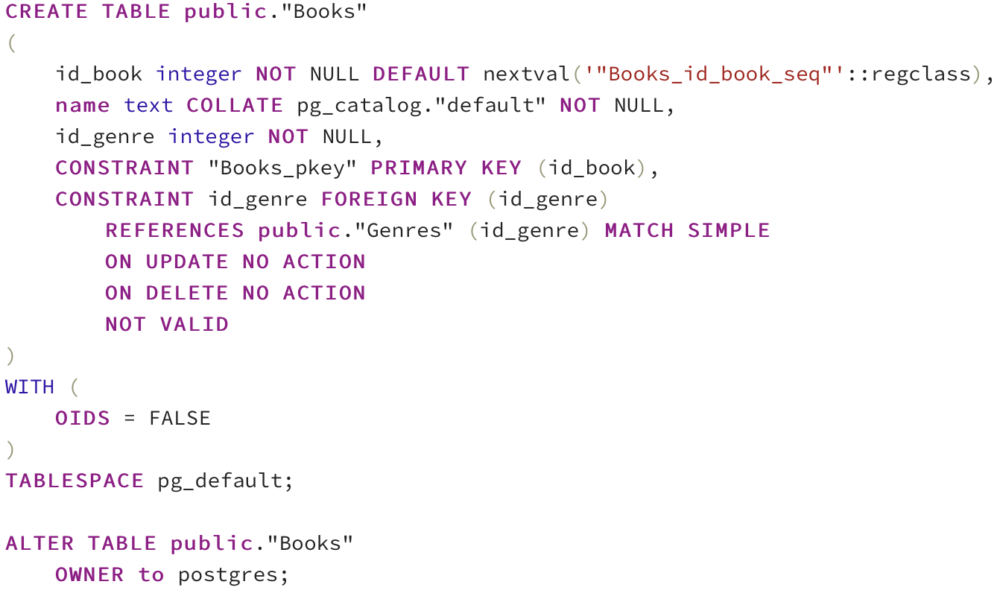 CREATE TABLE public."Books"
(
    id_book integer NOT NULL DEFAULT nextval('"Books_id_book_seq"'::regclass),
    name text COLLATE pg_catalog."default" NOT NULL,
    id_genre integer NOT NULL,
    CONSTRAINT "Books_pkey" PRIMARY KEY (id_book),
    CONSTRAINT id_genre FOREIGN KEY (id_genre)
        REFERENCES public."Genres" (id_genre) MATCH SIMPLE
        ON UPDATE NO ACTION
        ON DELETE NO ACTION
        NOT VALID
)
WITH (
    OIDS = FALSE
)
TABLESPACE pg_default;

ALTER TABLE public."Books"
    OWNER to postgres;